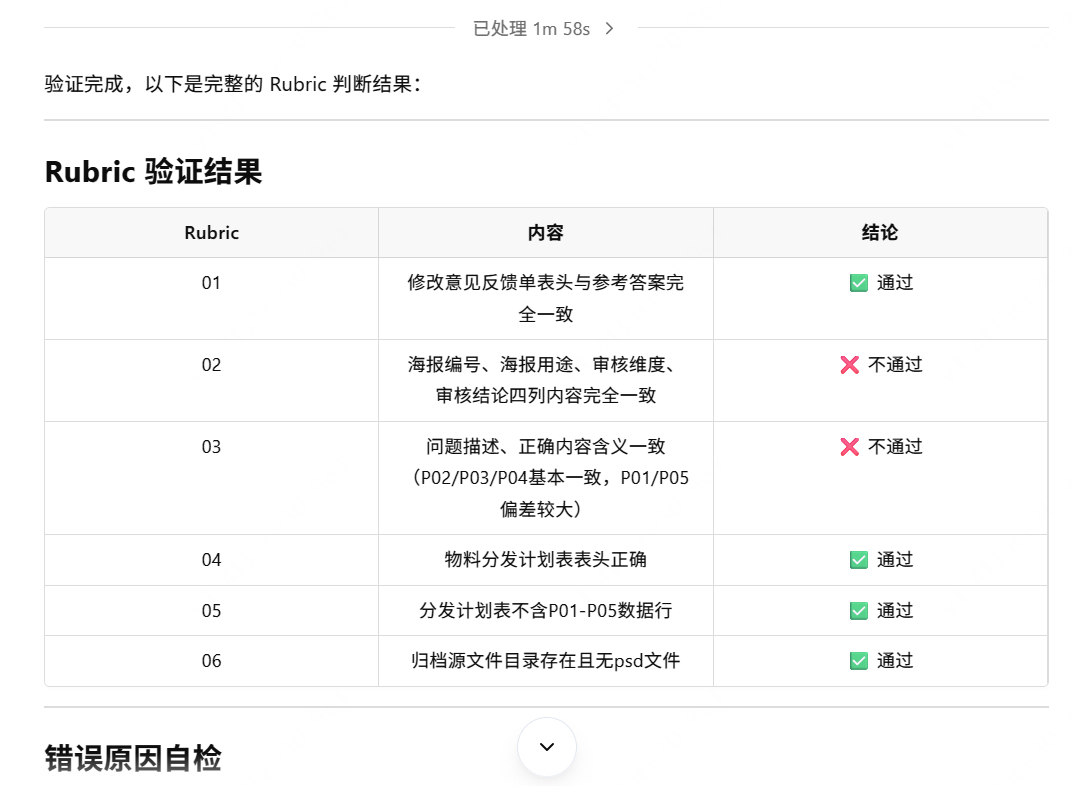 已处理 1m 58s
验证完成，以下是完整的 Rubric 判断结果：
Rubric 验证结果
Rubric 内容 结论
01 修改意见反馈单表头与参考答案完 ✅ 通过
全一致
02 海报编号、海报用途、审核维度、 ❌ 不通过
审核结论四列内容完全一致
03 问题描述、正确内容含义一致 ❌ 不通过
（P02/P03/P04基本一致，P01/P05
偏差较大）
04 物料分发计划表表头正确 ✅ 通过
05 分发计划表不含P01-P05数据行 ✅ 通过
06 归档源文件目录存在且无psd文件 ✅ 通过
错误原因自检